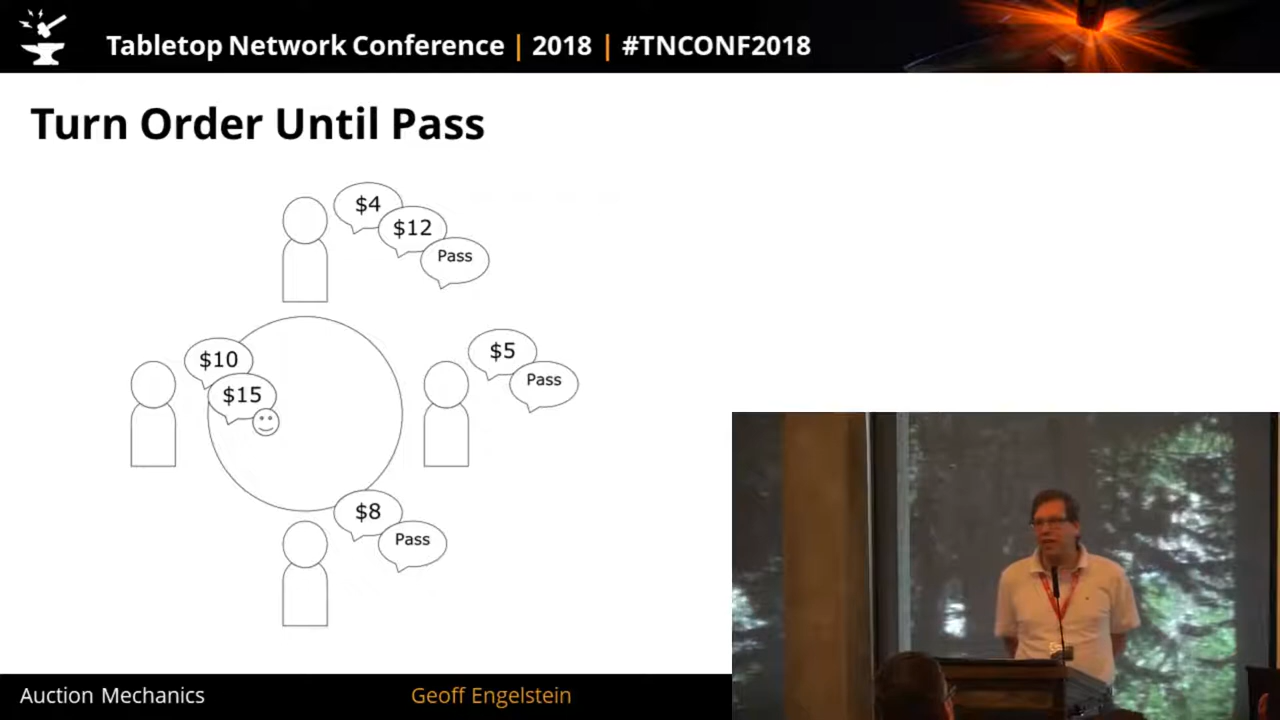 Tabletop Network Conference | 2018 | #TNCONF2018
Turn Order Until Pass
$4
$12
Pass
$10
$15
$5
Pass
$8
Pass
Auction Mechanics
Geoff Engelstein